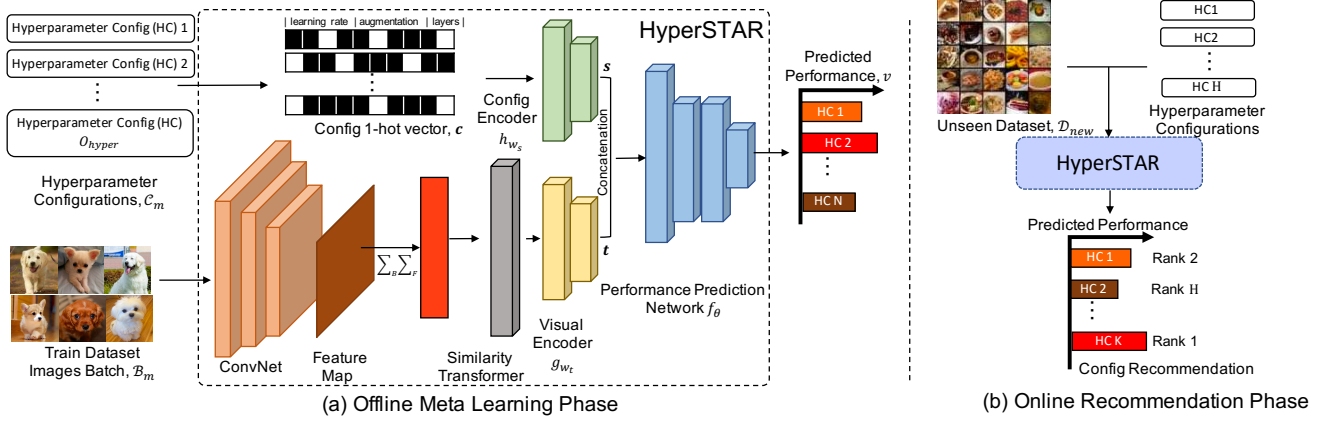 Hyperparameter Config (HC) 1
Hyperparameter Config (HC) 2
Hyperparameter Config (HC)
O_hyper
Hyperparameter
Configurations, 𝒞_m
Train Dataset
Images Batch, ℬ_m
| learning rate | augmentation | layers |
Config 1-hot vector, c
Config
Encoder
h_{w_s}
HyperSTAR
s
Concatenation
t
ConvNet
Feature
Map
∑_B ∑_F
Similarity
Transformer
Visual
Encoder
g_{w_t}
Performance Prediction
Network f_θ
Predicted
Performance, v
HC 1
HC 2
HC N
(a) Offline Meta Learning Phase
Unseen Dataset, 𝒟_new
HC1
HC2
HC H
Hyperparameter
Configurations
HyperSTAR
Predicted Performance
HC 1 Rank 2
HC 2 Rank H
HC K Rank 1
Config Recommendation
(b) Online Recommendation Phase